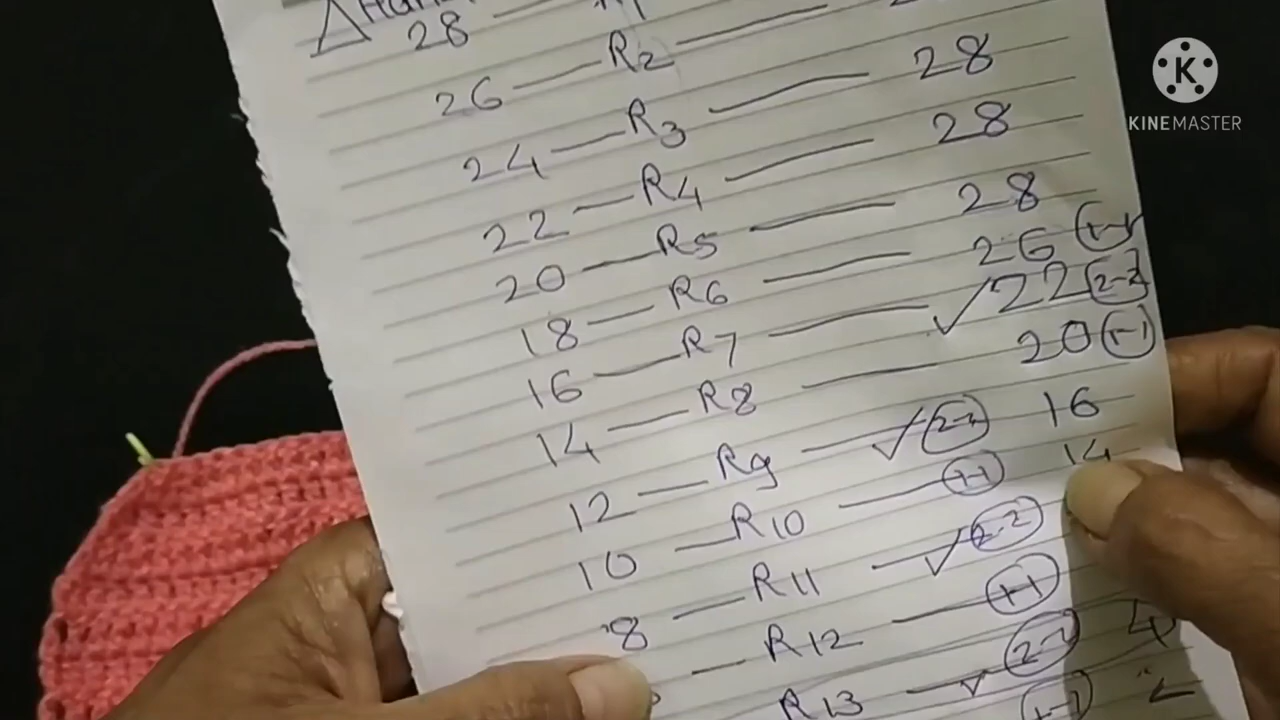 28
26 — R2 —
24 — R3 — 28
22 — R4 — 28
20 — R5 — 28
18 — R6 — 26 (1-1)
16 — R7 — ✓ 22 (2-2)
14 — R8 — 20 (1-1)
12 — R9 — ✓ (2-2) 16
10 — R10 — (1-1) 14
8 — R11 — ✓ (2-2)
— R12 — (1-1)
R13 — ✓ (2-2)
(1-1)
K
KINEMASTER